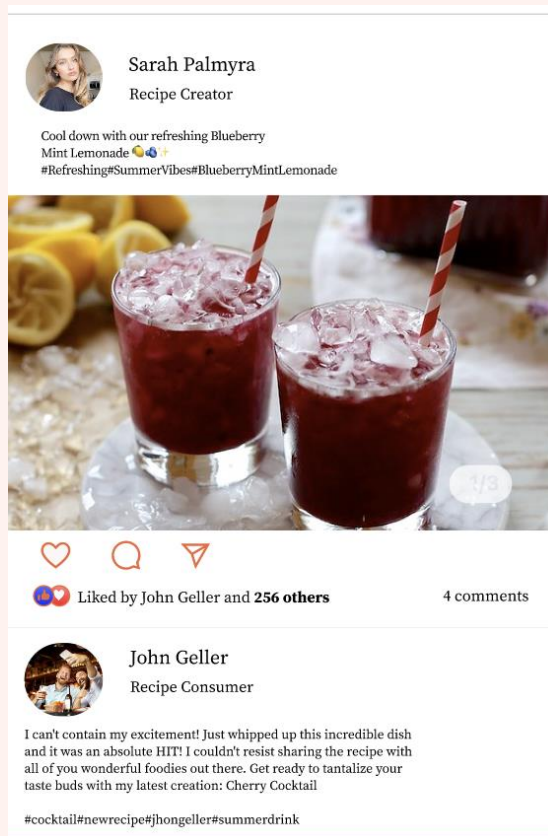 Sarah Palmyra
Recipe Creator
Cool down with our refreshing Blueberry
Mint Lemonade 🍋🫐✨
#Refreshing#SummerVibes#BlueberryMintLemonade
1/3
Liked by John Geller and 256 others
4 comments
John Geller
Recipe Consumer
I can't contain my excitement! Just whipped up this incredible dish
and it was an absolute HIT! I couldn't resist sharing the recipe with
all of you wonderful foodies out there. Get ready to tantalize your
taste buds with my latest creation: Cherry Cocktail
#cocktail#newrecipe#jhongeller#summerdrink